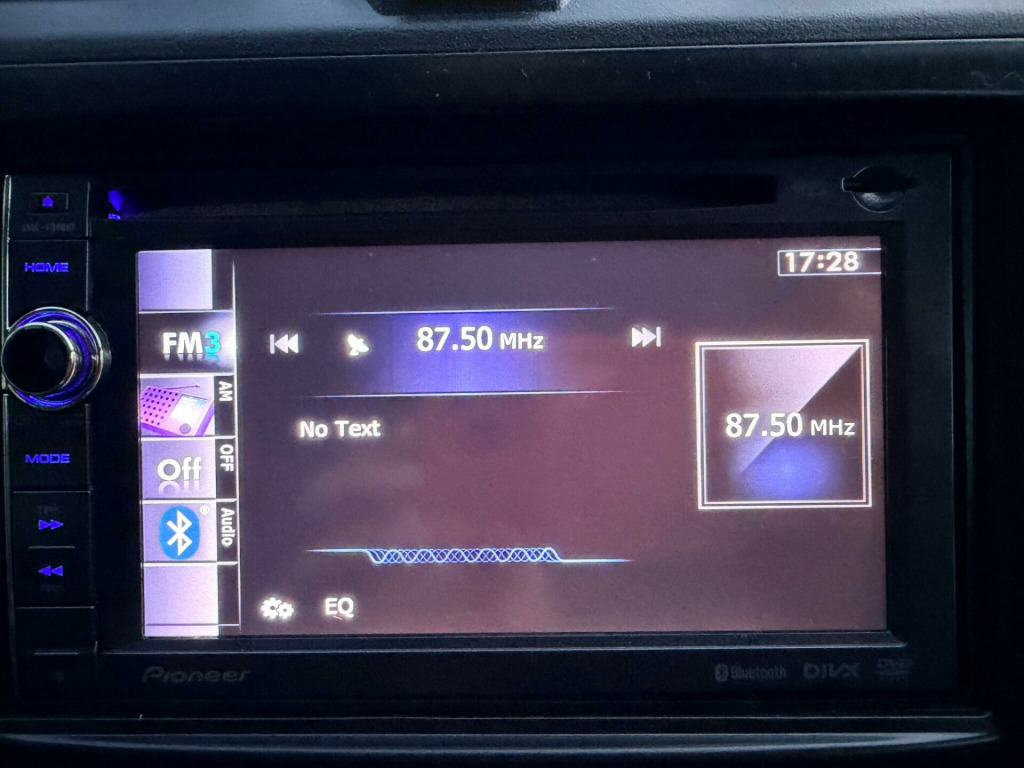 HOME
MODE
17:28
FM3
87.50 MHz
AM
No Text
87.50 MHz
Off
OFF
Audio
®
EQ
Pioneer
Bluetooth
DIVX
DVD